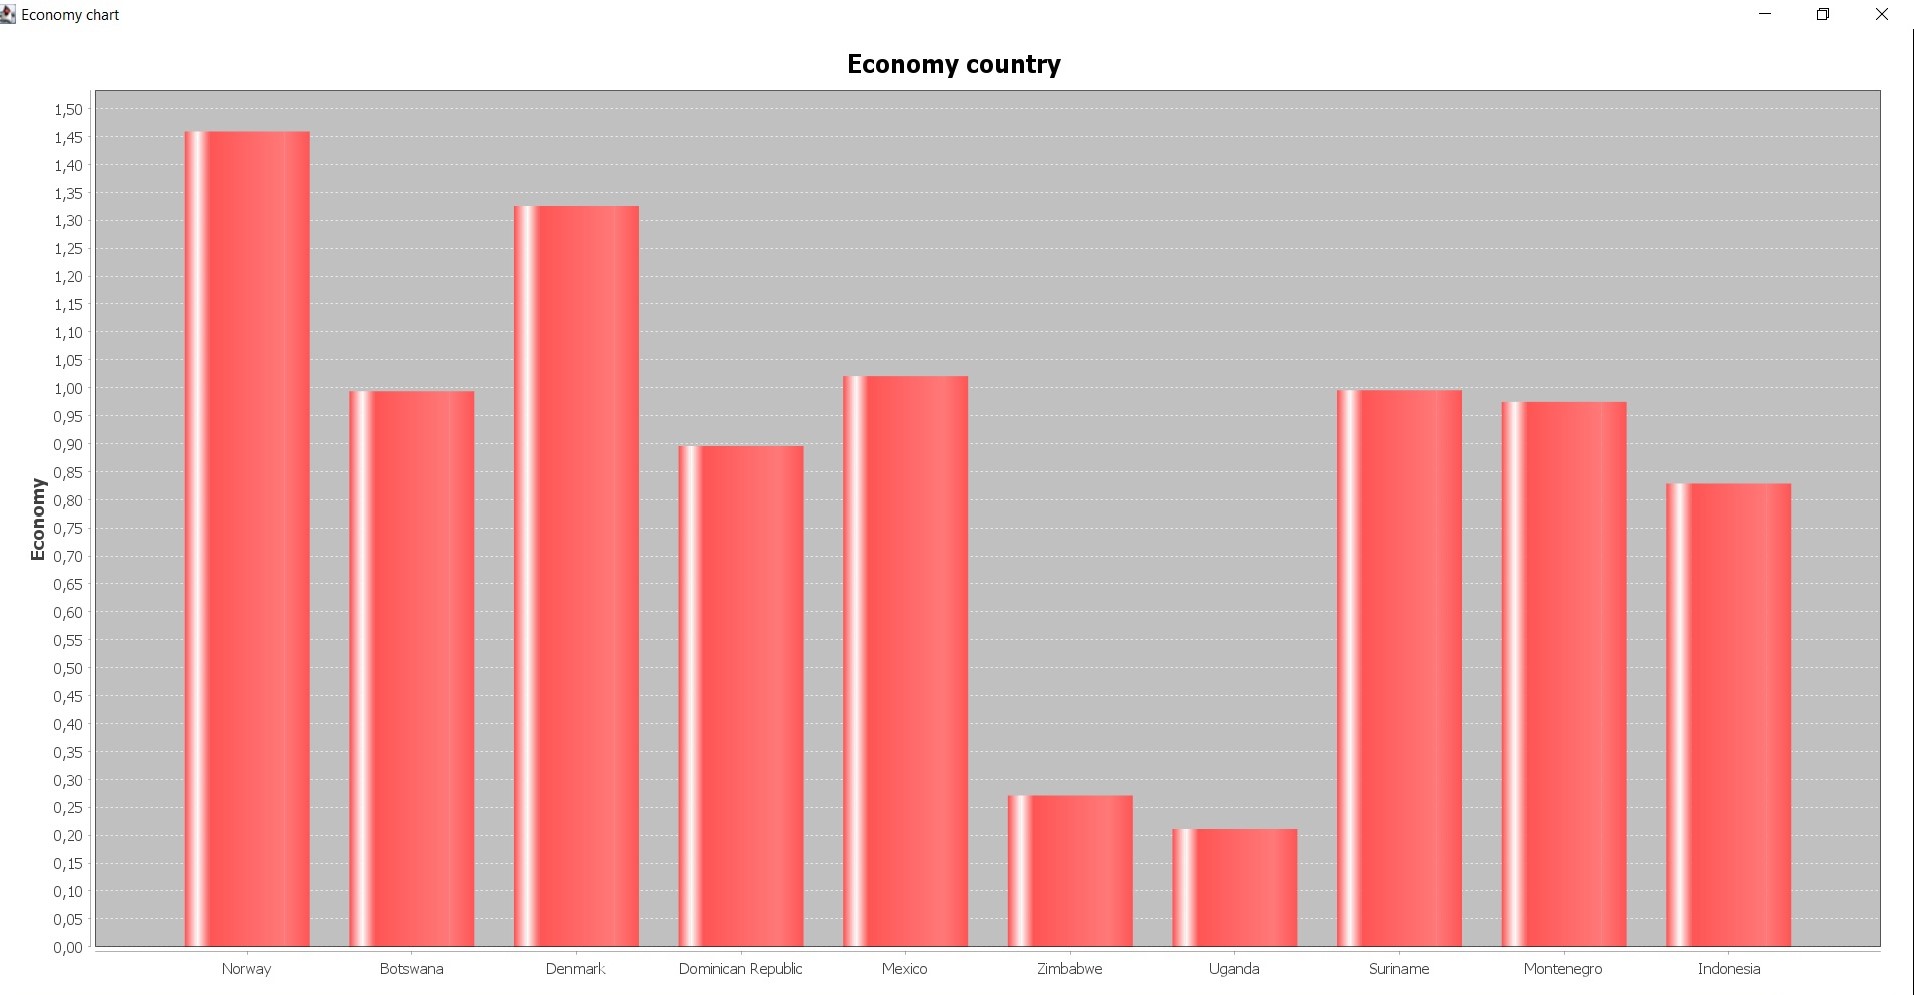 Economy chart
Economy country
1,50
1,45
1,40
1,35
1,30
1,25
1,20
1,15
1,10
1,05
1,00
0,95
0,90
0,85
0,80
0,75
0,70
0,65
0,60
0,55
0,50
0,45
0,40
0,35
0,30
0,25
0,20
0,15
0,10
0,05
0,00
Economy
Norway
Botswana
Denmark
Dominican Republic
Mexico
Zimbabwe
Uganda
Suriname
Montenegro
Indonesia